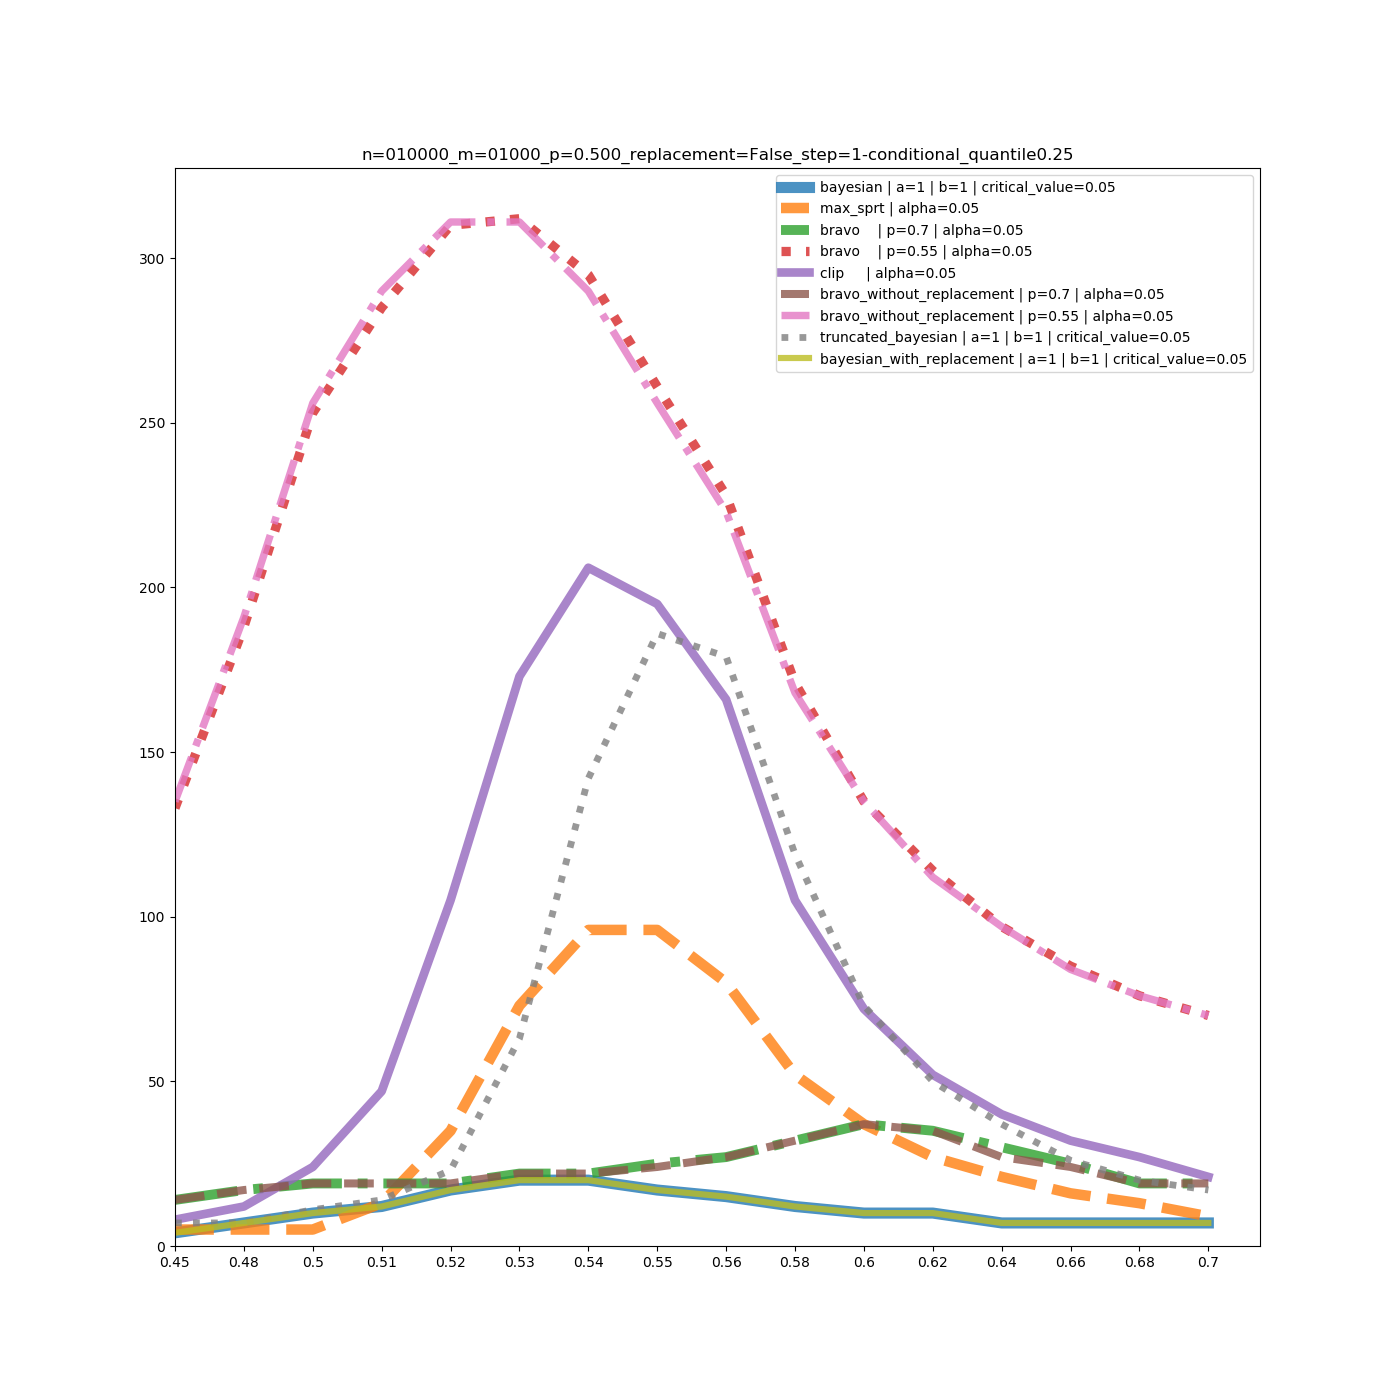 n=010000_m=01000_p=0.500_replacement=False_step=1-conditional_quantile0.25
bayesian | a=1 | b=1 | critical_value=0.05
max_sprt | alpha=0.05
bravo | p=0.7 | alpha=0.05
bravo | p=0.55 | alpha=0.05
clip | alpha=0.05
bravo_without_replacement | p=0.7 | alpha=0.05
bravo_without_replacement | p=0.55 | alpha=0.05
truncated_bayesian | a=1 | b=1 | critical_value=0.05
bayesian_with_replacement | a=1 | b=1 | critical_value=0.05
300
250
200
150
100
50
0
0.45 0.48 0.5 0.51 0.52 0.53 0.54 0.55 0.56 0.58 0.6 0.62 0.64 0.66 0.68 0.7